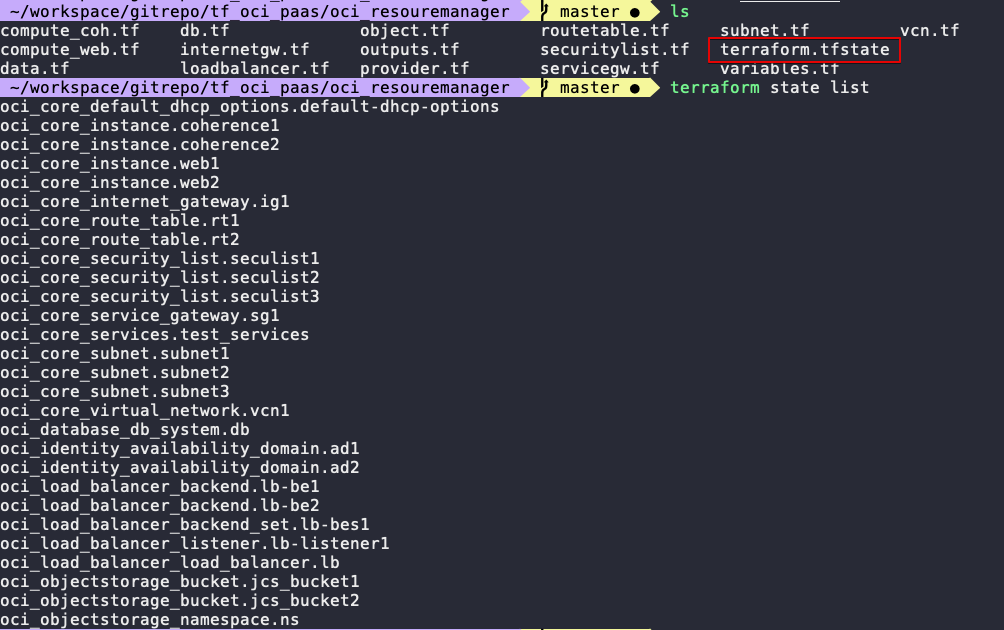 ~/workspace/gitrepo/tf_oci_paas/oci_resouremanager master ● ls
compute_coh.tf db.tf object.tf routetable.tf subnet.tf vcn.tf
compute_web.tf internetgw.tf outputs.tf securitylist.tf terraform.tfstate
data.tf loadbalancer.tf provider.tf servicegw.tf variables.tf
~/workspace/gitrepo/tf_oci_paas/oci_resouremanager master ● terraform state list
oci_core_default_dhcp_options.default-dhcp-options
oci_core_instance.coherence1
oci_core_instance.coherence2
oci_core_instance.web1
oci_core_instance.web2
oci_core_internet_gateway.ig1
oci_core_route_table.rt1
oci_core_route_table.rt2
oci_core_security_list.seculist1
oci_core_security_list.seculist2
oci_core_security_list.seculist3
oci_core_service_gateway.sg1
oci_core_services.test_services
oci_core_subnet.subnet1
oci_core_subnet.subnet2
oci_core_subnet.subnet3
oci_core_virtual_network.vcn1
oci_database_db_system.db
oci_identity_availability_domain.ad1
oci_identity_availability_domain.ad2
oci_load_balancer_backend.lb-be1
oci_load_balancer_backend.lb-be2
oci_load_balancer_backend_set.lb-bes1
oci_load_balancer_listener.lb-listener1
oci_load_balancer_load_balancer.lb
oci_objectstorage_bucket.jcs_bucket1
oci_objectstorage_bucket.jcs_bucket2
oci_objectstorage_namespace.ns